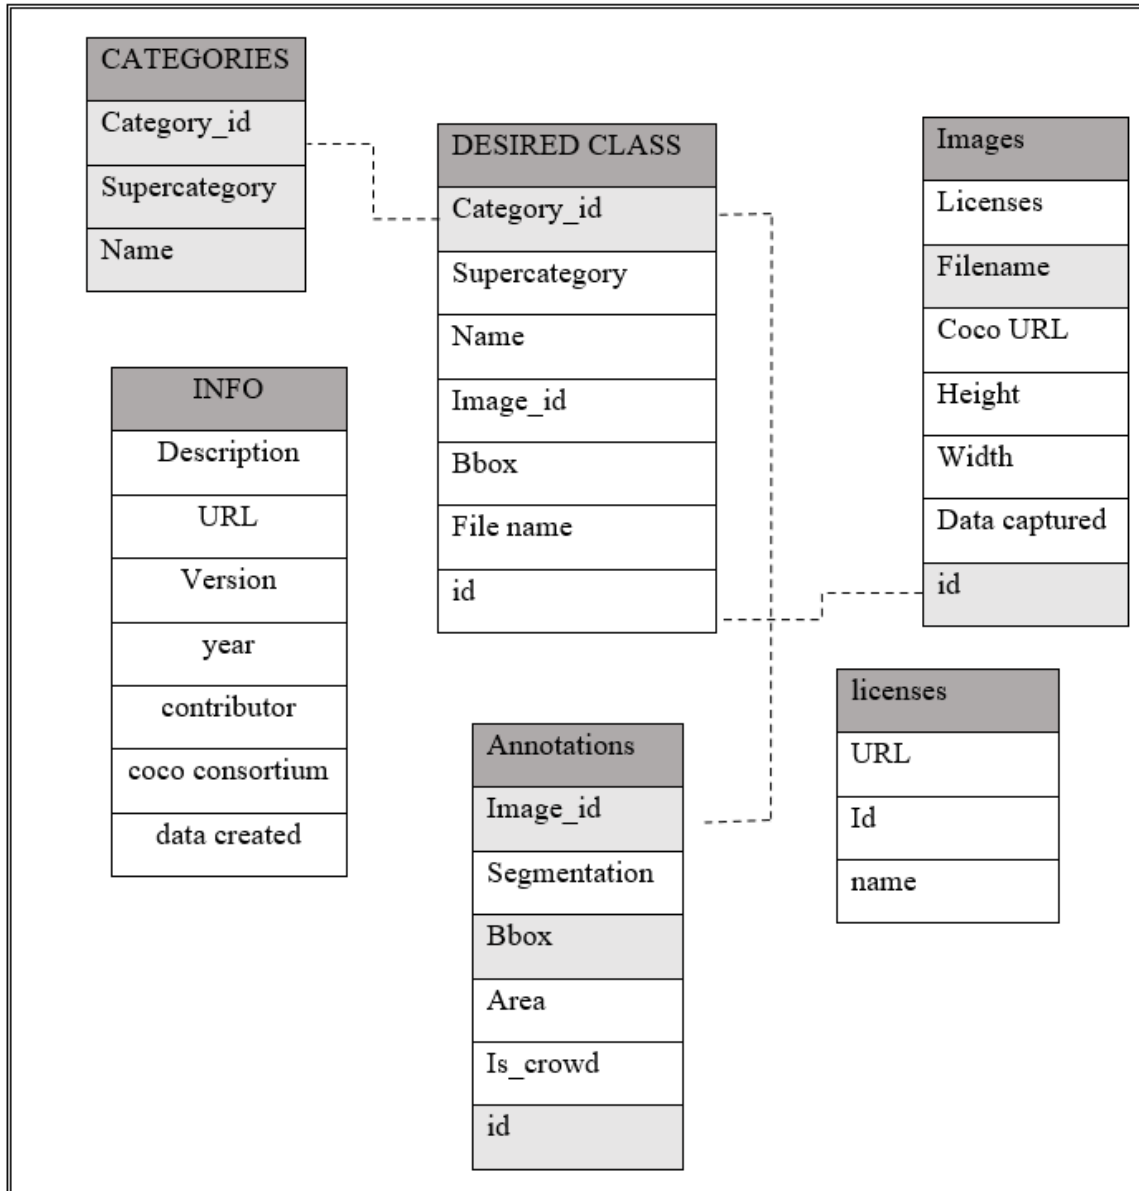 CATEGORIES
Category_id
Supercategory
Name
INFO
Description
URL
Version
year
contributor
coco consortium
data created
DESIRED CLASS
Category_id
Supercategory
Name
Image_id
Bbox
File name
id
Annotations
Image_id
Segmentation
Bbox
Area
Is_crowd
id
Images
Licenses
Filename
Coco URL
Height
Width
Data captured
id
licenses
URL
Id
name